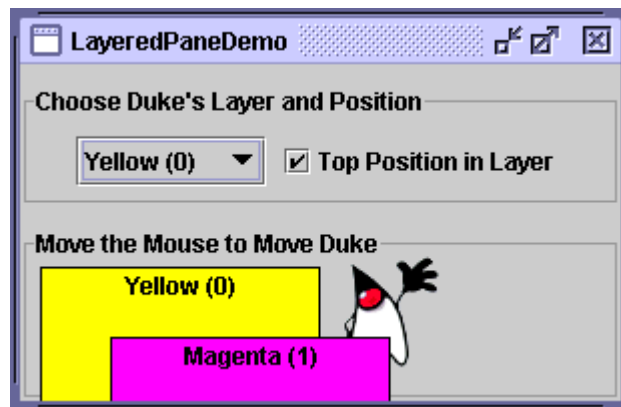 LayeredPaneDemo
Choose Duke's Layer and Position
Yellow (0) Top Position in Layer
Move the Mouse to Move Duke
Yellow (0)
Magenta (1)